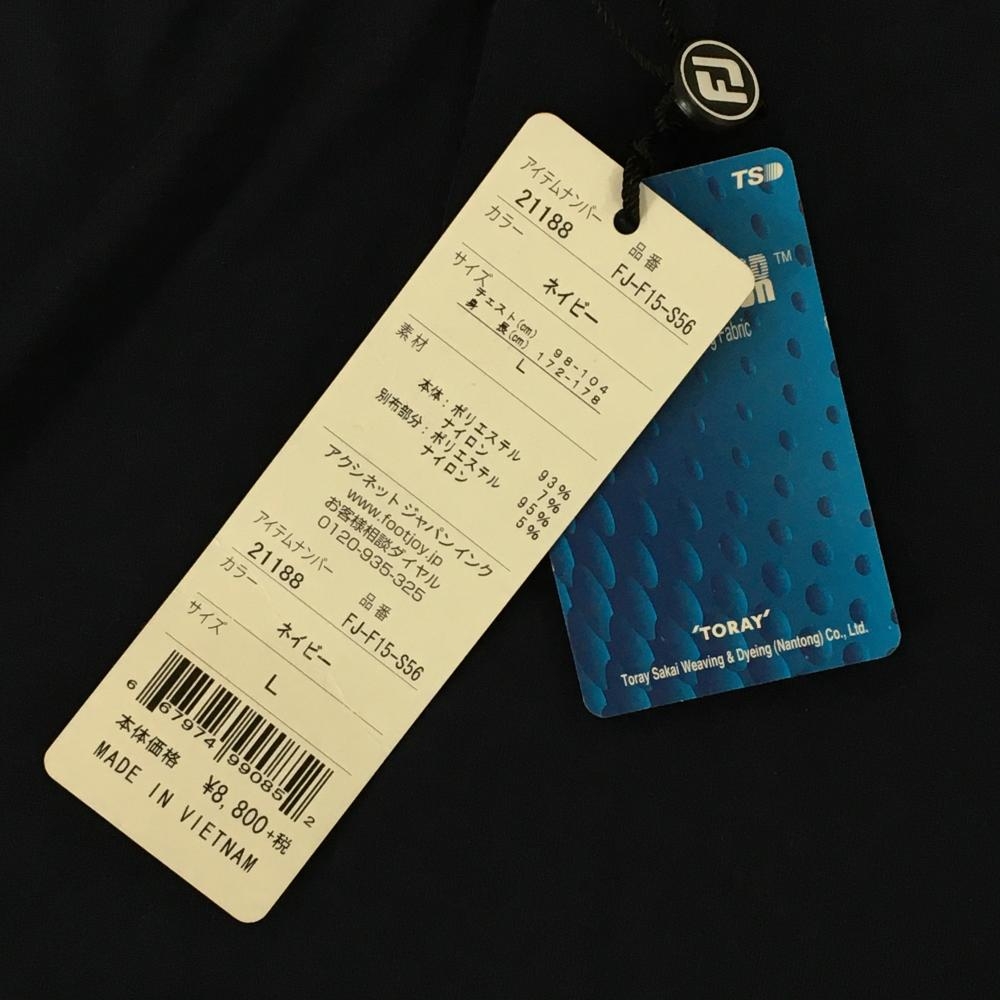 FJ
アイテムナンバー 品番
21188 FJ-F15-S56
カラー
ネイビー
サイズ
チェスト(cm) 98-104
身長(cm) 172-178
L
素材
本体:ポリエステル 93%
ナイロン 7%
別布部分:ポリエステル 95%
ナイロン 5%
アクシネット ジャパン インク
www.footjoy.jp
お客様相談ダイヤル
0120-935-325
アイテムナンバー 品番
21188 FJ-F15-S56
カラー
ネイビー
サイズ
L
6 67974 99085 2
本体価格 ¥8,800+税
MADE IN VIETNAM
TSD
TM
Fabric
'TORAY'
Toray Sakai Weaving & Dyeing (Nantong) Co., Ltd.